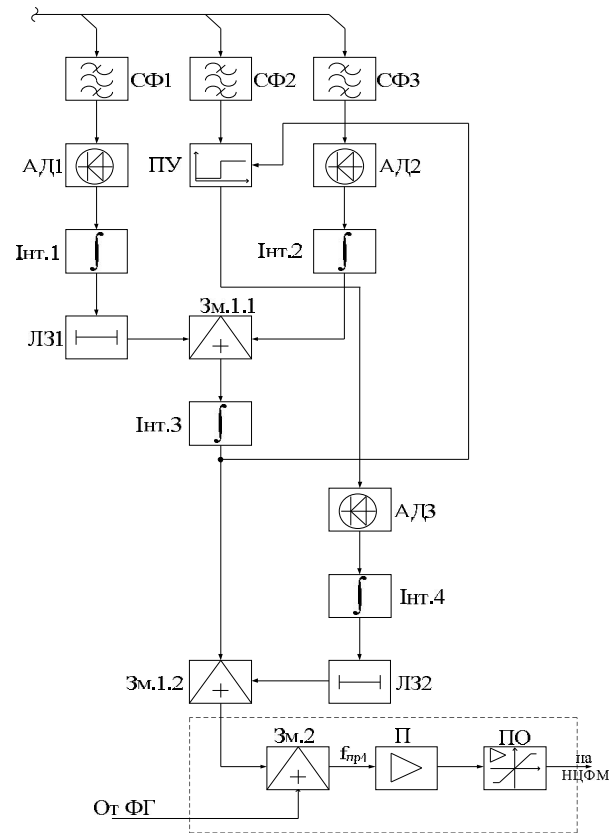 СФ1
СФ2
СФ3
АД1
ПУ
АД2
Інт.1
Інт.2
ЛЗ1
Зм.1.1
+
Інт.3
АД3
Інт.4
Зм.1.2
+
ЛЗ2
Зм.2
+
fпр1
П
ПО
на
НЦФМ
От ФГ